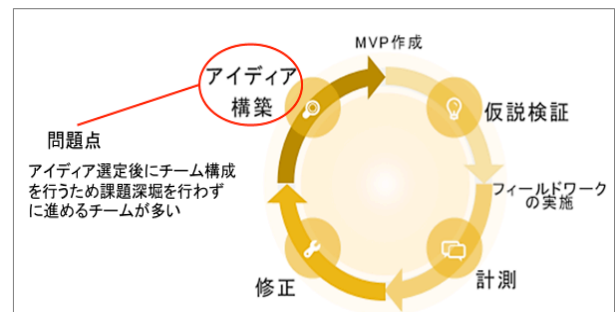 MVP作成
アイディア
構築
仮説検証
問題点
アイディア選定後にチーム構成
を行うため課題深堀を行わず
に進めるチームが多い
フィールドワーク
の実施
修正
計測